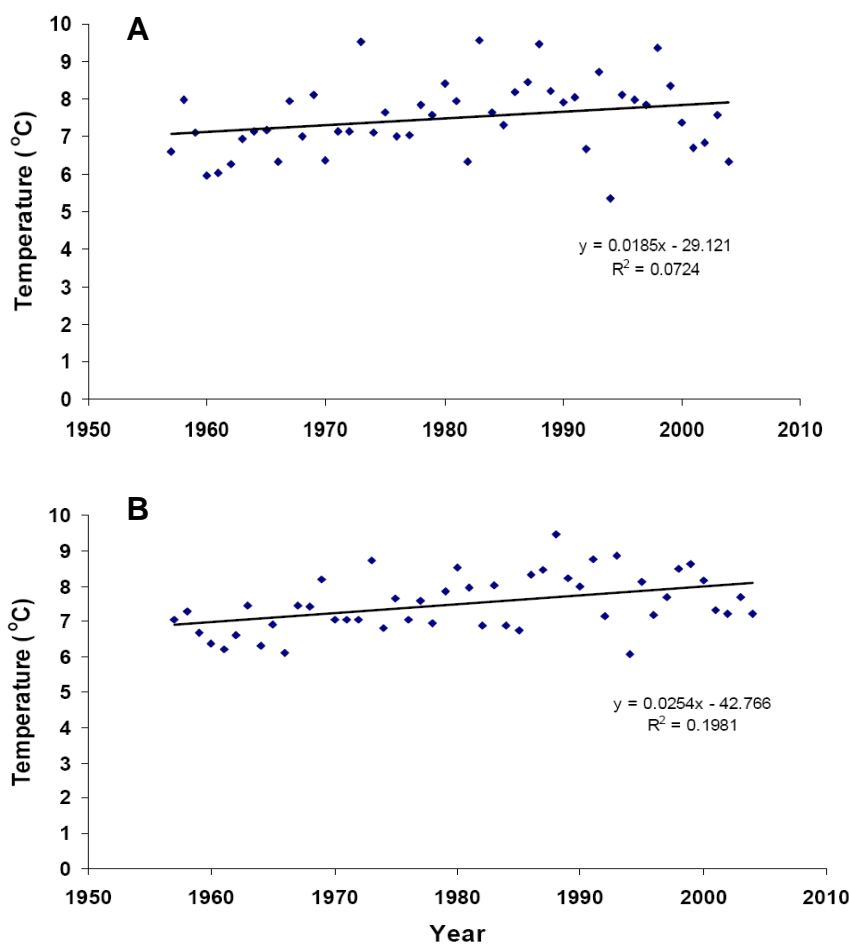 A
10
9
8
7
6
5
4
3
2
1
0
Temperature (°C)
y = 0.0185x - 29.121
R² = 0.0724
1950 1960 1970 1980 1990 2000 2010
B
10
9
8
7
6
5
4
3
2
1
0
Temperature (°C)
y = 0.0254x - 42.766
R² = 0.1981
1950 1960 1970 1980 1990 2000 2010
Year